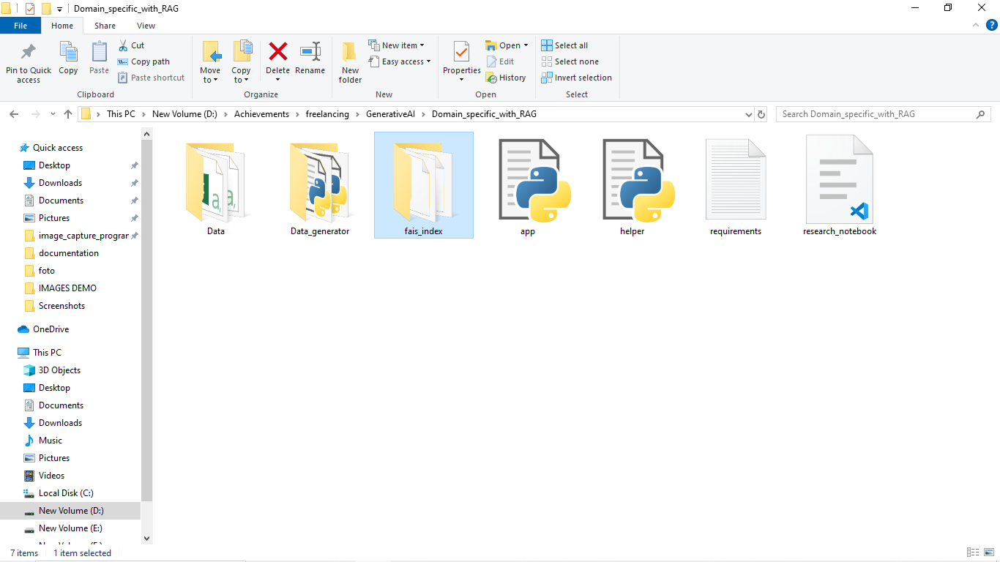 Domain_specific_with_RAG
File Home Share View
Pin to Quick access
Copy
Paste
Cut
Copy path
Paste shortcut
Clipboard
Move to
Copy to
Delete
Rename
Organize
New folder
New item
Easy access
New
Properties
Open
Edit
History
Open
Select all
Select none
Invert selection
Select
This PC > New Volume (D:) > Achievements > freelancing > GenerativeAI > Domain_specific_with_RAG
Search Domain_specific_with_RAG
Quick access
Desktop
Downloads
Documents
Pictures
image_capture_program
documentation
foto
IMAGES DEMO
Screenshots
OneDrive
This PC
3D Objects
Desktop
Documents
Downloads
Music
Pictures
Videos
Local Disk (C:)
New Volume (D:)
New Volume (E:)
Data
Data_generator
fais_index
app
helper
requirements
research_notebook
7 items 1 item selected